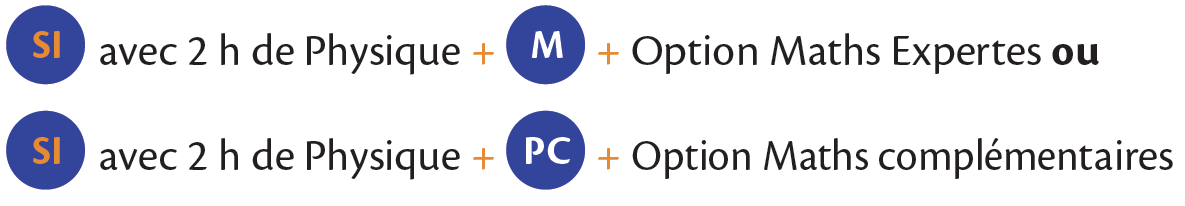 SI avec 2 h de Physique + M + Option Maths Expertes ou
SI avec 2 h de Physique + PC + Option Maths complémentaires